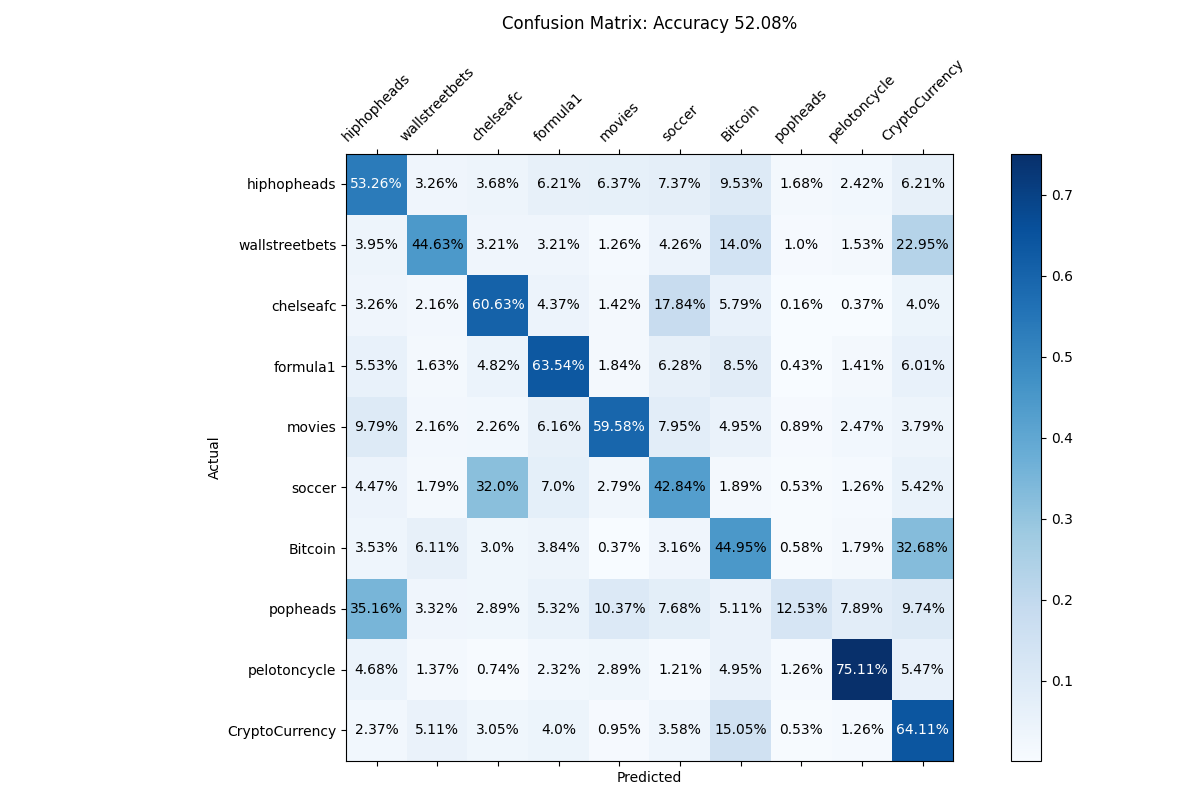 Confusion Matrix: Accuracy 52.08%
hiphopheads wallstreetbets chelseafc formula1 movies soccer Bitcoin popheads pelotoncycle CryptoCurrency
hiphopheads 53.26% 3.26% 3.68% 6.21% 6.37% 7.37% 9.53% 1.68% 2.42% 6.21%
wallstreetbets 3.95% 44.63% 3.21% 3.21% 1.26% 4.26% 14.0% 1.0% 1.53% 22.95%
chelseafc 3.26% 2.16% 60.63% 4.37% 1.42% 17.84% 5.79% 0.16% 0.37% 4.0%
formula1 5.53% 1.63% 4.82% 63.54% 1.84% 6.28% 8.5% 0.43% 1.41% 6.01%
movies 9.79% 2.16% 2.26% 6.16% 59.58% 7.95% 4.95% 0.89% 2.47% 3.79%
soccer 4.47% 1.79% 32.0% 7.0% 2.79% 42.84% 1.89% 0.53% 1.26% 5.42%
Bitcoin 3.53% 6.11% 3.0% 3.84% 0.37% 3.16% 44.95% 0.58% 1.79% 32.68%
popheads 35.16% 3.32% 2.89% 5.32% 10.37% 7.68% 5.11% 12.53% 7.89% 9.74%
pelotoncycle 4.68% 1.37% 0.74% 2.32% 2.89% 1.21% 4.95% 1.26% 75.11% 5.47%
CryptoCurrency 2.37% 5.11% 3.05% 4.0% 0.95% 3.58% 15.05% 0.53% 1.26% 64.11%
Actual
Predicted
0.7
0.6
0.5
0.4
0.3
0.2
0.1